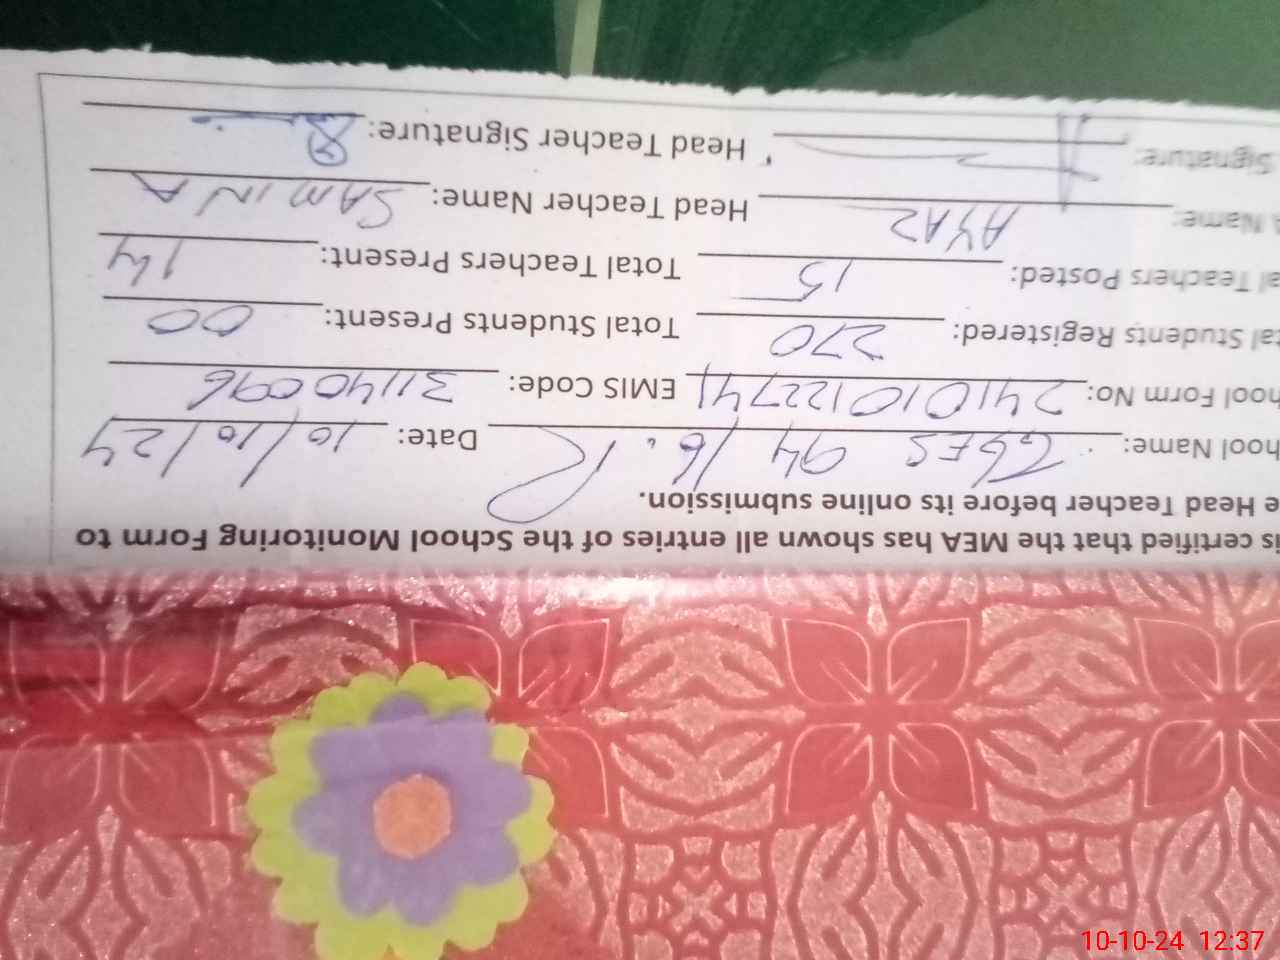 is certified that the MEA has shown all entries of the School Monitoring Form to
e Head Teacher before its online submission.
hool Name: GGES 94/6.R Date: 10/10/24
hool Form No: 241010122741 EMIS Code: 31140096
tal Students Registered: 270 Total Students Present: 00
al Teachers Posted: 15 Total Teachers Present: 14
Name: AYAZ Head Teacher Name: SAMINA
Signature: Head Teacher Signature:
10-10-24 12:37